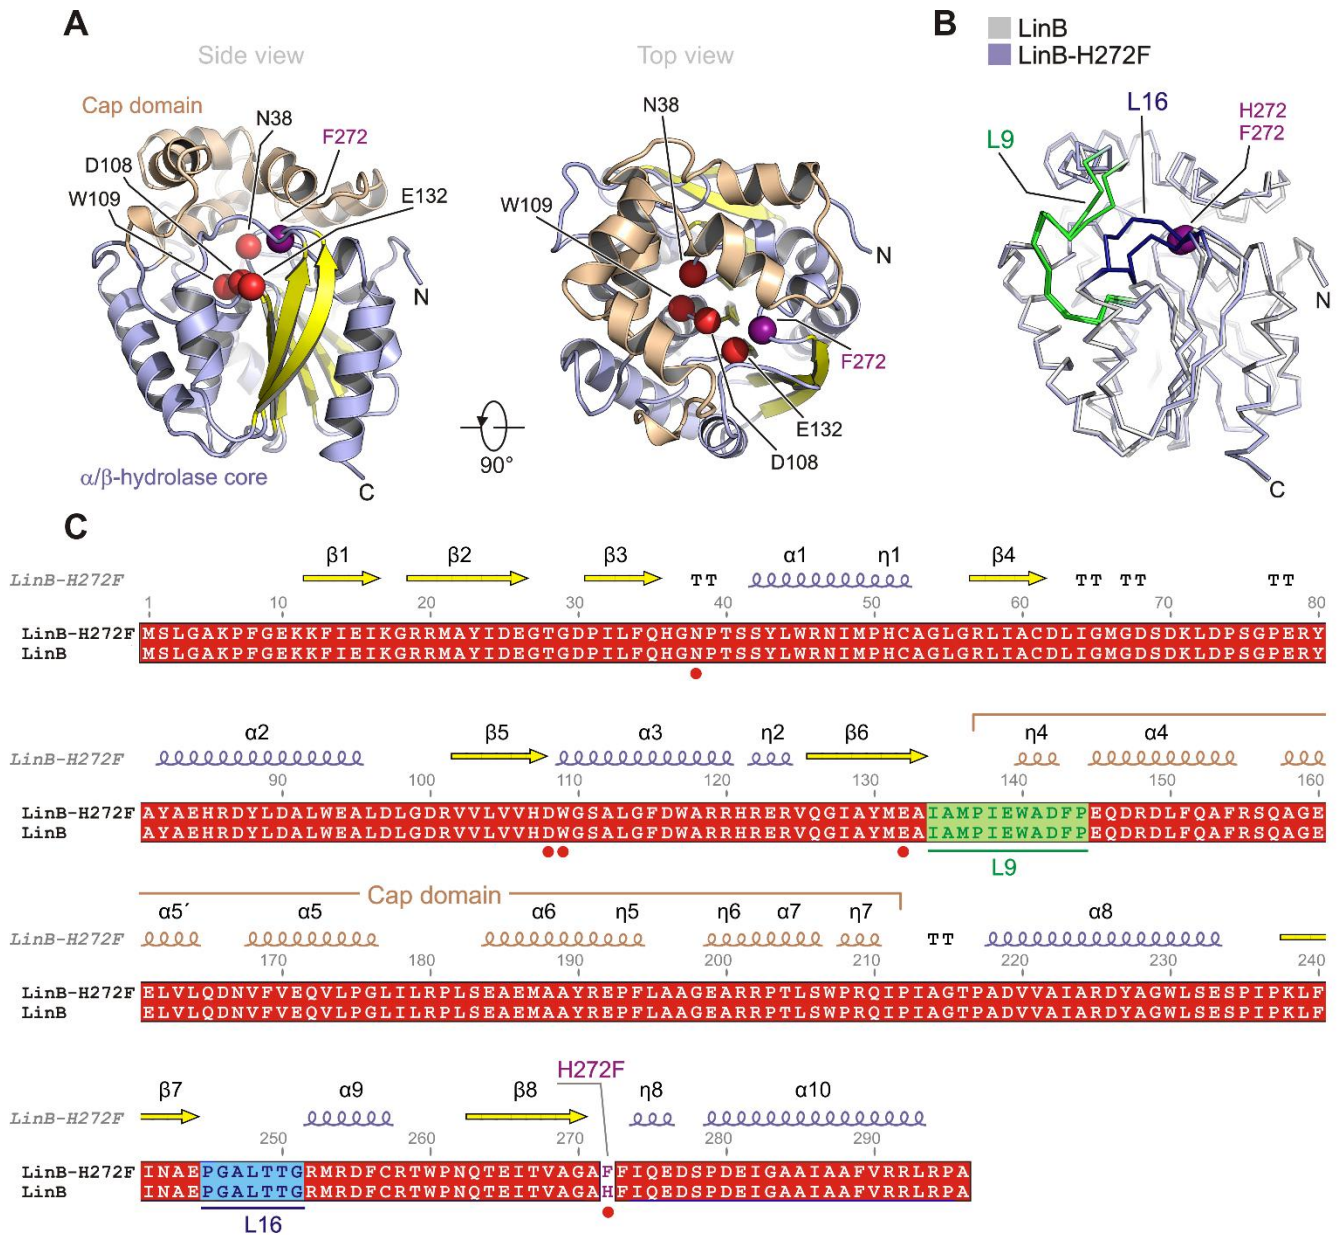 A
Side view
Top view
Cap domain
N38
F272
D108
W109
E132
N
α/β-hydrolase core
C
90°
N38
W109
N
F272
E132
D108
B
LinB
LinB-H272F
L16
H272
F272
L9
N
C
C
β1 β2 β3 α1 η1 β4
LinB-H272F TT TT TT TT
1 10 20 30 40 50 60 70 80
LinB-H272F MSLGAKPFGEKKFIEIKGRRMAYIDEGTGDPILFQHGNPTSSYLWRNIMPHCAGLGRLIACDLIGMGDSDKLDPSGPERY
LinB MSLGAKPFGEKKFIEIKGRRMAYIDEGTGDPILFQHGNPTSSYLWRNIMPHCAGLGRLIACDLIGMGDSDKLDPSGPERY
α2 β5 α3 η2 β6 η4 α4
LinB-H272F
90 100 110 120 130 140 150 160
LinB-H272F AYAEHRDYLDALWEALDLGDRVVLVVHDWGSALGFDWARRHRERVQGIAYMEAIAMPIEWADFPEQDRDLFQAFRSQAGE
LinB AYAEHRDYLDALWEALDLGDRVVLVVHDWGSALGFDWARRHRERVQGIAYMEAIAMPIEWADFPEQDRDLFQAFRSQAGE
L9
Cap domain
α5´ α5 α6 η5 η6 α7 η7 α8
LinB-H272F TT
170 180 190 200 210 220 230 240
LinB-H272F ELVLQDNVFVEQVLPGLILRPLSEAEMAAYREPFLAAGEARRPTLSWPRQIPIAGTPADVVAIARDYAGWLSESPIPKLF
LinB ELVLQDNVFVEQVLPGLILRPLSEAEMAAYREPFLAAGEARRPTLSWPRQIPIAGTPADVVAIARDYAGWLSESPIPKLF
H272F
β7 α9 β8 η8 α10
LinB-H272F
250 260 270 280 290
LinB-H272F INAEPGALTTGRMRDFCRTWPNQTEITVAGAFFIQEDSPDEIGAAIAAFVRRLRPA
LinB INAEPGALTTGRMRDFCRTWPNQTEITVAGAHFIQEDSPDEIGAAIAAFVRRLRPA
L16